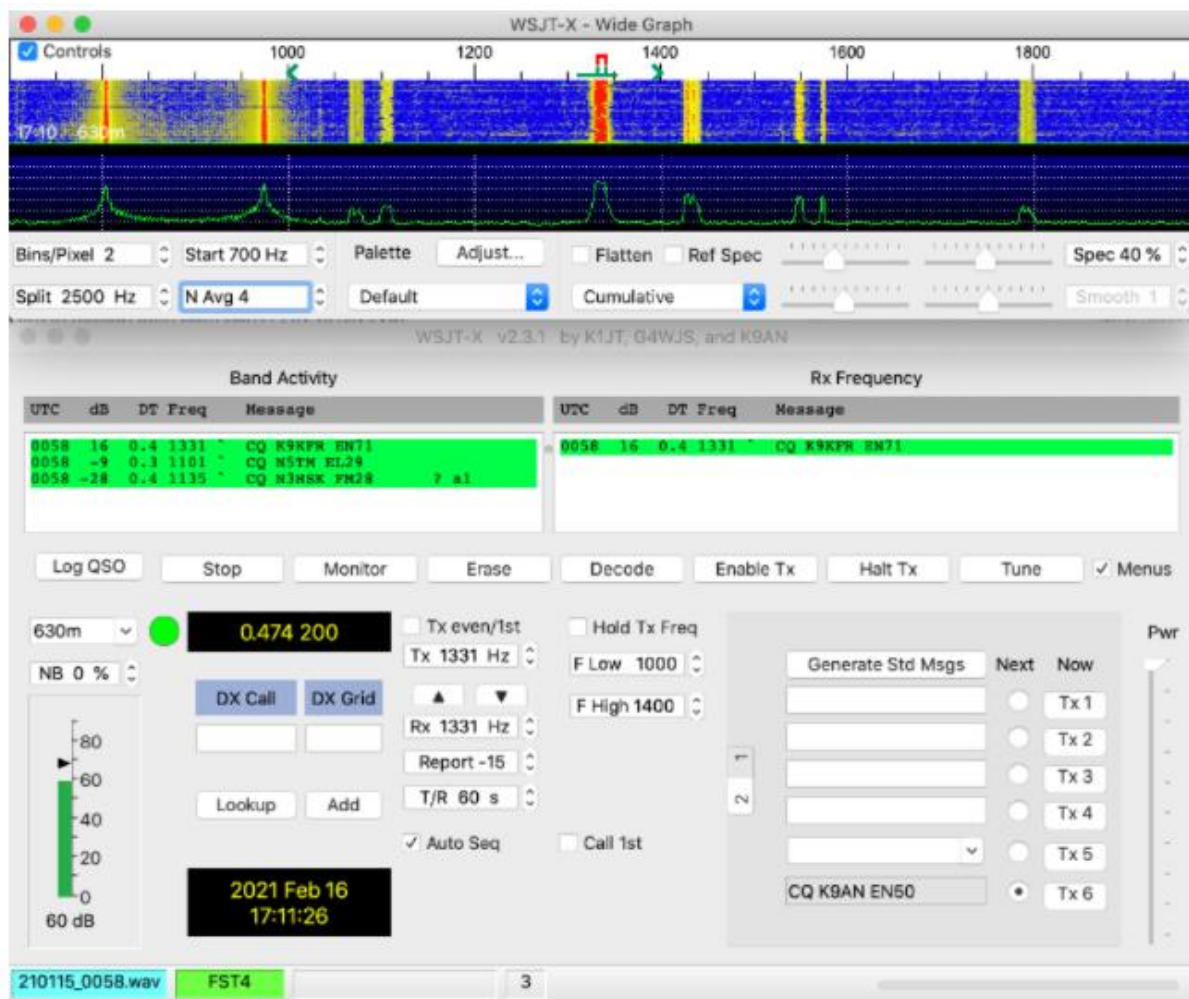 WSJT-X - Wide Graph
Controls 1000 1200 1400 1600 1800
17:10 630m
Bins/Pixel 2 Start 700 Hz Palette Adjust... Flatten Ref Spec Spec 40 %
Split 2500 Hz N Avg 4 Default Cumulative Smooth 1
WSJT-X v2.3.1 by K1JT, G4WJS, and K9AN
Band Activity Rx Frequency
UTC dB DT Freq Message UTC dB DT Freq Message
0058 16 0.4 1331 ` CQ K9KFR EN71 0058 16 0.4 1331 ` CQ K9KFR EN71
0058 -9 0.3 1101 ` CQ N5TM EL29
0058 -28 0.4 1135 ` CQ N3HSK FM28 ? a1
Log QSO Stop Monitor Erase Decode Enable Tx Halt Tx Tune Menus
630m 0.474 200 Tx even/1st Hold Tx Freq Pwr
NB 0 % Tx 1331 Hz F Low 1000 Generate Std Msgs Next Now
DX Call DX Grid F High 1400 Tx 1
80 Rx 1331 Hz Tx 2
60 Report -15 1 Tx 3
40 Lookup Add T/R 60 s 2 Tx 4
20 Auto Seq Call 1st Tx 5
0 2021 Feb 16 CQ K9AN EN50 Tx 6
60 dB 17:11:26
210115_0058.wav FST4 3